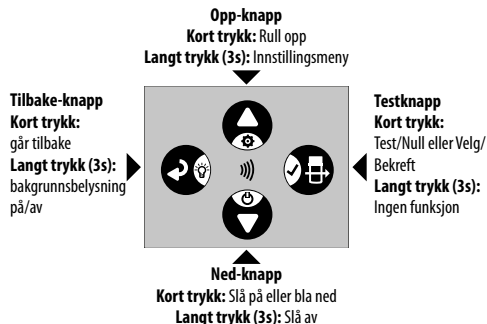 Opp-knapp
Kort trykk: Rull opp
Langt trykk (3s): Innstillingsmeny
Tilbake-knapp
Kort trykk:
går tilbake
Langt trykk (3s):
bakgrunnsbelysning
på/av
Testknapp
Kort trykk:
Test/Null eller Velg/
Bekreft
Langt trykk (3s):
Ingen funksjon
Ned-knapp
Kort trykk: Slå på eller bla ned
Langt trykk (3s): Slå av